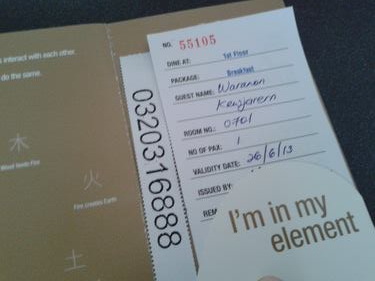 s interact with each other.
do the same.
木
Wood feeds Fire
火
Fire creates Earth
土
0320316888
NO. 55105
DINE AT: 1st Floor
PACKAGE: Breakfast
GUEST NAME: Waranon
ROOM NO.: 0701
NO OF PAX: 1
VALIDITY DATE: 26/6/13
ISSUED BY:
REM
I'm in my
element